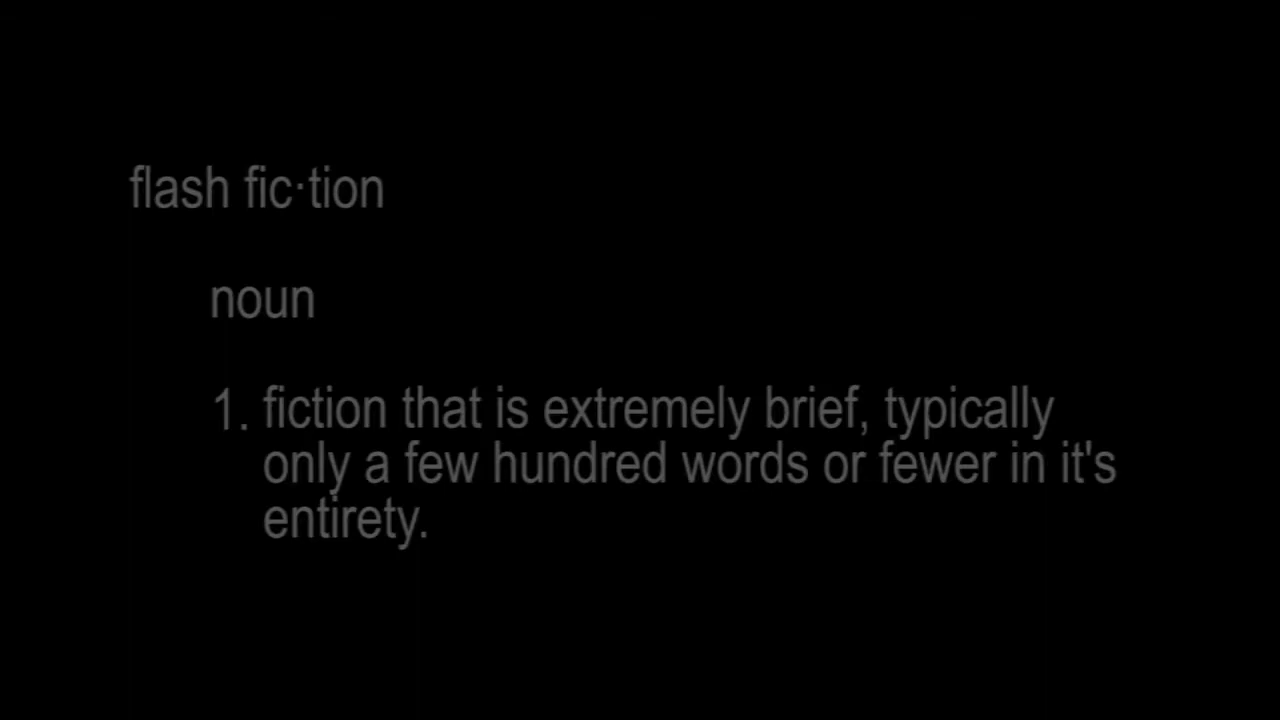 flash fic·tion
noun
1. fiction that is extremely brief, typically
only a few hundred words or fewer in it's
entirety.